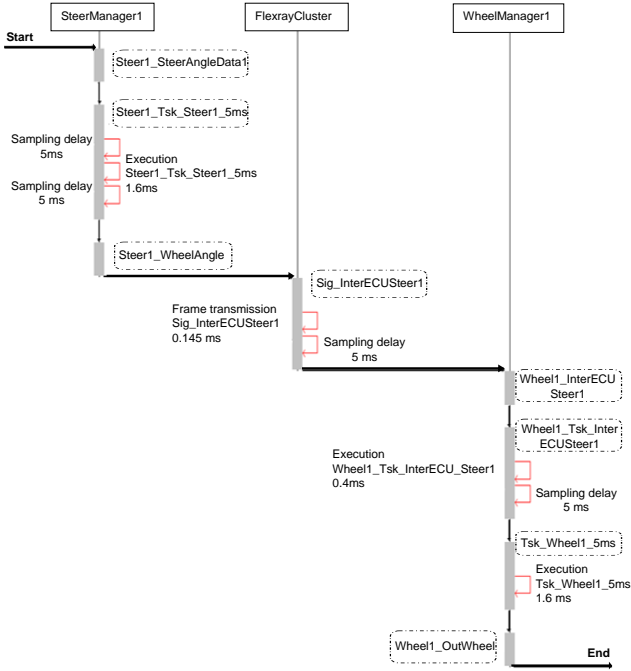 SteerManager1
FlexrayCluster
WheelManager1
Start
Steer1_SteerAngleData1
Steer1_Tsk_Steer1_5ms
Sampling delay
5ms
Execution
Steer1_Tsk_Steer1_5ms
1.6ms
Sampling delay
5 ms
Steer1_WheelAngle
Sig_InterECUSteer1
Frame transmission
Sig_InterECUSteer1
0.145 ms
Sampling delay
5 ms
Wheel1_InterECU
Steer1
Wheel1_Tsk_Inter
ECUSteer1
Execution
Wheel1_Tsk_InterECU_Steer1
0.4ms
Sampling delay
5 ms
Tsk_Wheel1_5ms
Execution
Tsk_Wheel1_5ms
1.6 ms
Wheel1_OutWheel
End